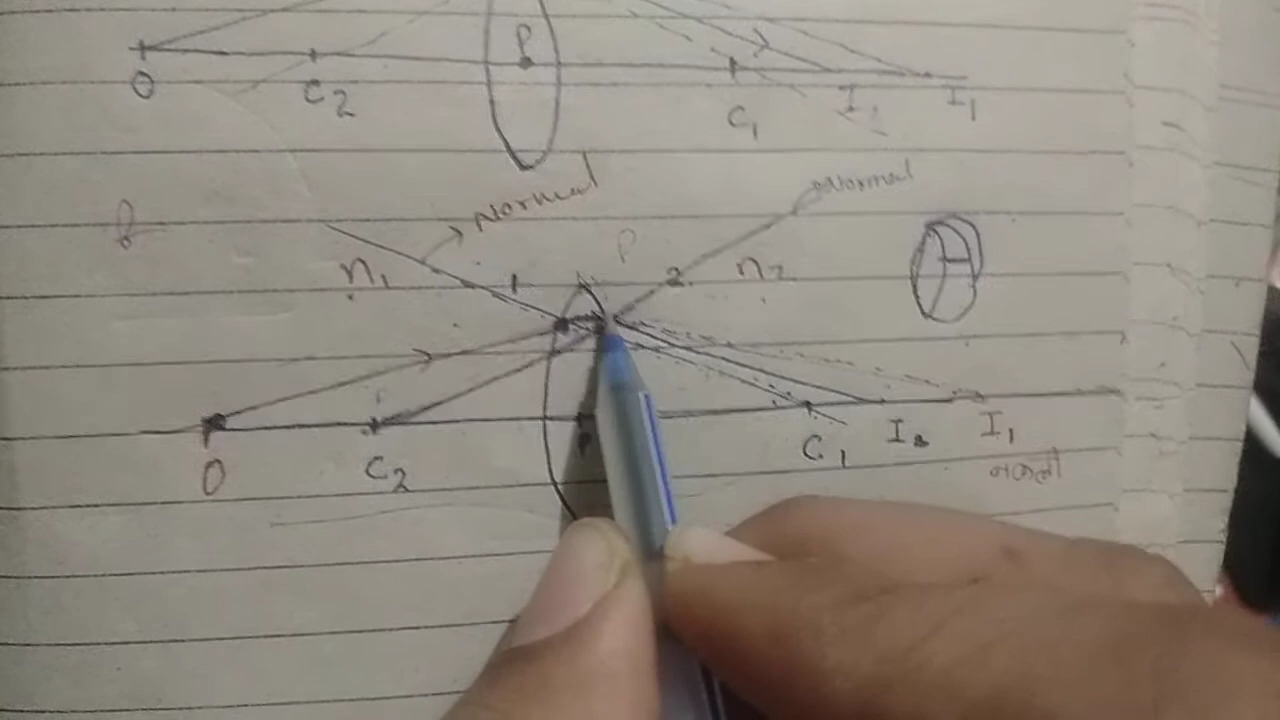 P
O C2 C1 I2 I1
Normal
Normal
P
n1 1 2 n2
P
O C2 C1 I2 I1
नकली